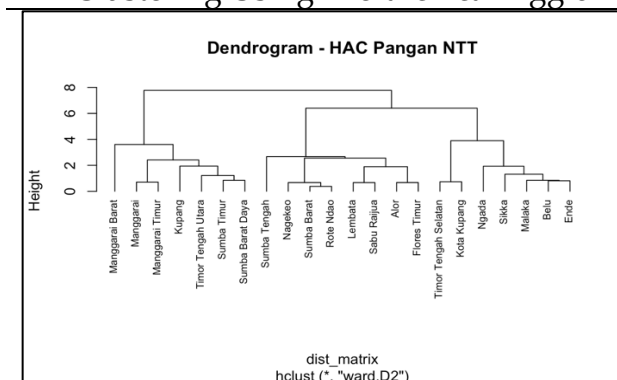 Dendrogram - HAC Pangan NTT
Height
0 2 4 6 8
Manggarai Barat
Manggarai
Manggarai Timur
Kupang
Timor Tengah Utara
Sumba Timur
Sumba Barat Daya
Sumba Tengah
Nagekeo
Sumba Barat
Rote Ndao
Lembata
Sabu Raijua
Alor
Flores Timur
Timor Tengah Selatan
Kota Kupang
Ngada
Sikka
Malaka
Belu
Ende
dist_matrix
hclust (*, "ward.D2")